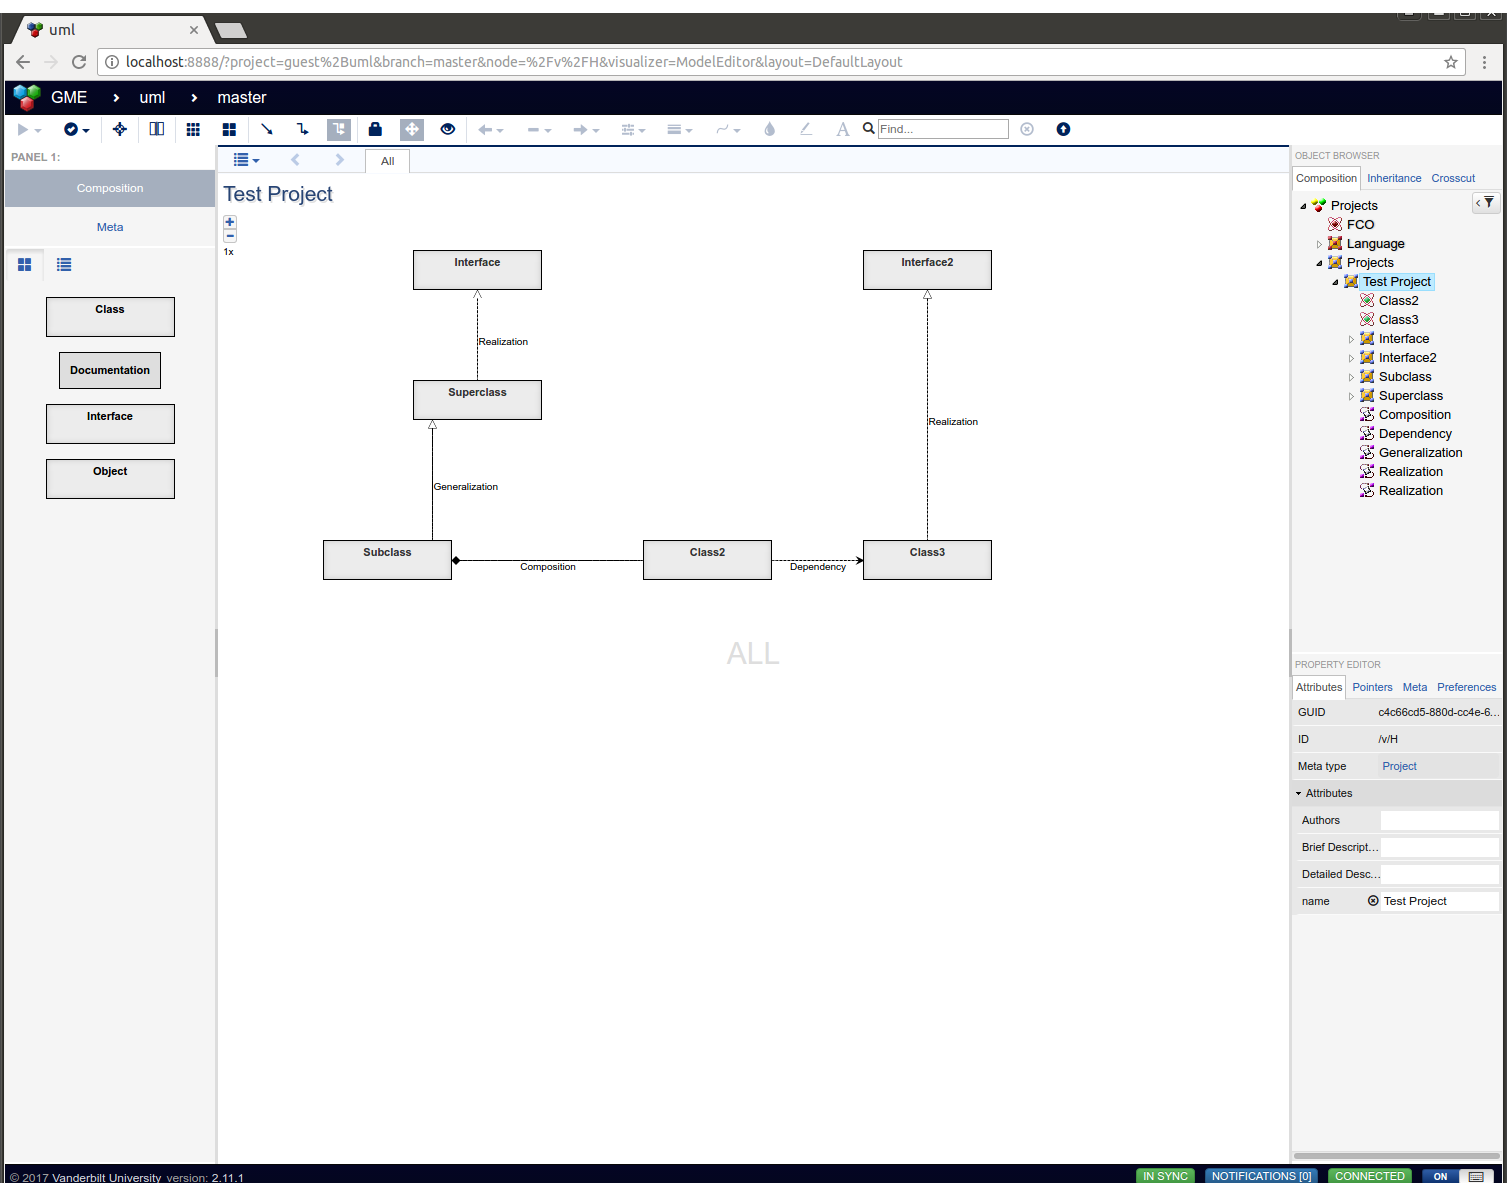 uml
localhost:8888/?project=guest%2Buml&branch=master&node=%2Fv%2FH&visualizer=ModelEditor&layout=DefaultLayout
GME > uml > master
A Find...
PANEL 1:
Composition
Meta
Class
Documentation
Interface
Object
All
Test Project
1x
Interface
Interface2
Realization
Superclass
Realization
Generalization
Subclass
Class2
Class3
Composition
Dependency
ALL
OBJECT BROWSER
Composition Inheritance Crosscut
Projects
FCO
Language
Projects
Test Project
Class2
Class3
Interface
Interface2
Subclass
Superclass
Composition
Dependency
Generalization
Realization
Realization
PROPERTY EDITOR
Attributes Pointers Meta Preferences
GUID c4c66cd5-880d-cc4e-6...
ID /v/H
Meta type Project
Attributes
Authors
Brief Descript...
Detailed Desc...
name Test Project
© 2017 Vanderbilt University version: 2.11.1
IN SYNC NOTIFICATIONS [0] CONNECTED ON